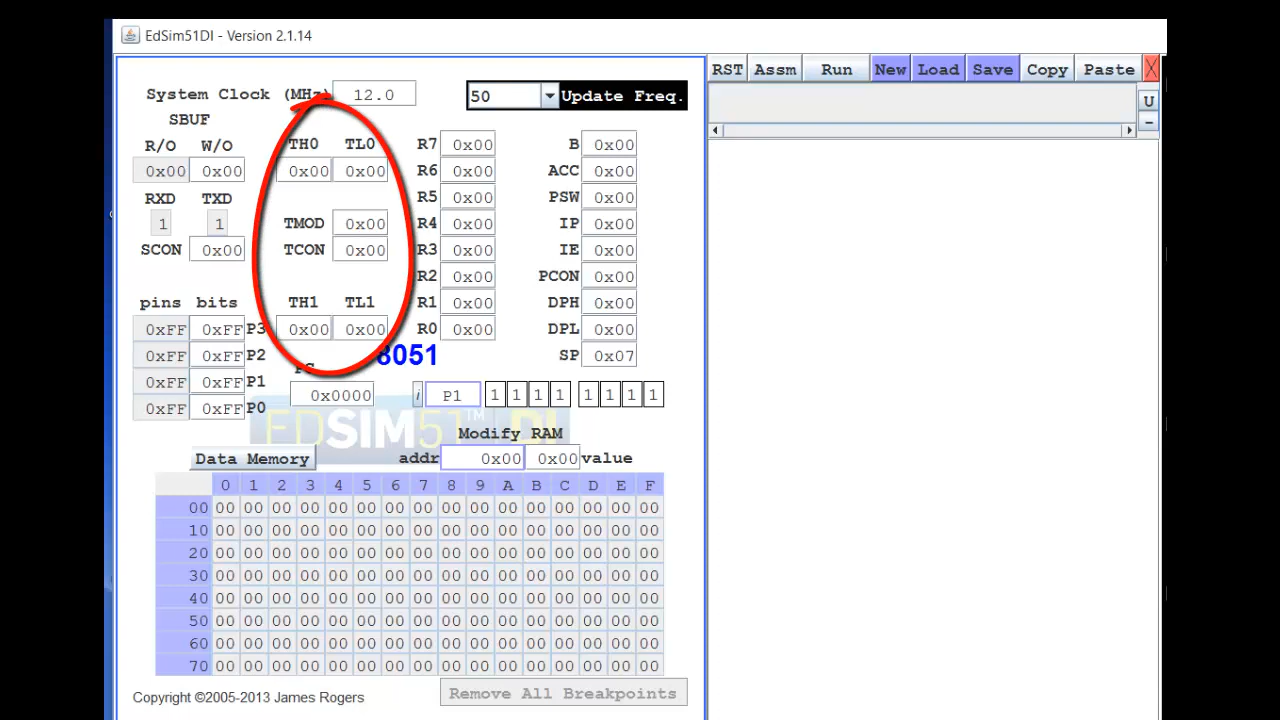 EdSim51DI - Version 2.1.14
RST Assm Run New Load Save Copy Paste X
System Clock (MHz) 12.0 50 Update Freq.
U
-
SBUF
R/O W/O TH0 TL0 R7 0x00 B 0x00
0x00 0x00 0x00 0x00 R6 0x00 ACC 0x00
RXD TXD R5 0x00 PSW 0x00
1 1 TMOD 0x00 R4 0x00 IP 0x00
SCON 0x00 TCON 0x00 R3 0x00 IE 0x00
R2 0x00 PCON 0x00
pins bits TH1 TL1 R1 0x00 DPH 0x00
0xFF 0xFF P3 0x00 0x00 R0 0x00 DPL 0x00
0xFF 0xFF P2 8051 SP 0x07
PC
0xFF 0xFF P1 0x0000 i P1 1 1 1 1 1 1 1 1
0xFF 0xFF P0
EDSIM51™ DI
Modify RAM
Data Memory addr 0x00 0x00 value
0 1 2 3 4 5 6 7 8 9 A B C D E F
00 00 00 00 00 00 00 00 00 00 00 00 00 00 00 00 00
10 00 00 00 00 00 00 00 00 00 00 00 00 00 00 00 00
20 00 00 00 00 00 00 00 00 00 00 00 00 00 00 00 00
30 00 00 00 00 00 00 00 00 00 00 00 00 00 00 00 00
40 00 00 00 00 00 00 00 00 00 00 00 00 00 00 00 00
50 00 00 00 00 00 00 00 00 00 00 00 00 00 00 00 00
60 00 00 00 00 00 00 00 00 00 00 00 00 00 00 00 00
70 00 00 00 00 00 00 00 00 00 00 00 00 00 00 00 00
Copyright ©2005-2013 James Rogers Remove All Breakpoints